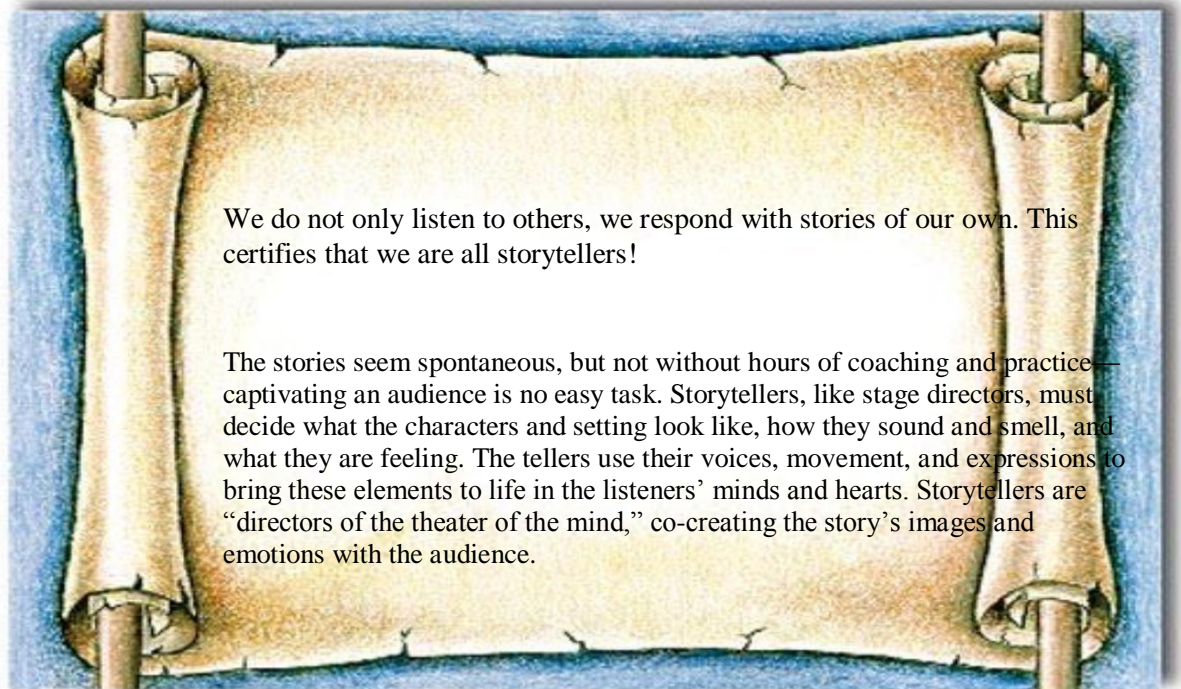 We do not only listen to others, we respond with stories of our own. This
certifies that we are all storytellers!
The stories seem spontaneous, but not without hours of coaching and practice—
captivating an audience is no easy task. Storytellers, like stage directors, must
decide what the characters and setting look like, how they sound and smell, and
what they are feeling. The tellers use their voices, movement, and expressions to
bring these elements to life in the listeners’ minds and hearts. Storytellers are
“directors of the theater of the mind,” co-creating the story’s images and
emotions with the audience.